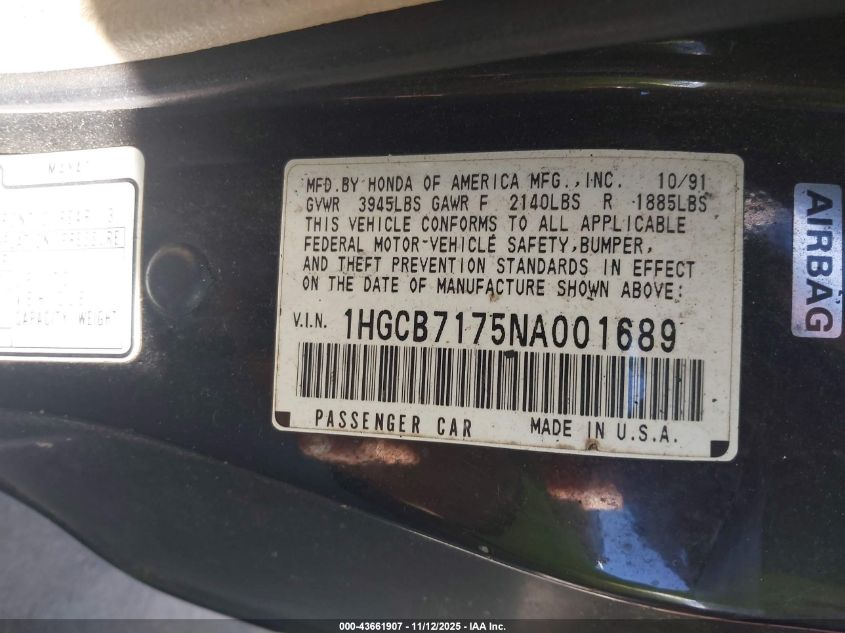 MFD.BY HONDA OF AMERICA MFG.,INC. 10/91
GVWR 3945LBS GAWR F 2140LBS R 1885LBS
THIS VEHICLE CONFORMS TO ALL APPLICABLE
FEDERAL MOTOR-VEHICLE SAFETY,BUMPER,
AND THEFT PREVENTION STANDARDS IN EFFECT
ON THE DATE OF MANUFACTURE SHOWN ABOVE:
V.I.N. 1HGCB7175NA001689
PASSENGER CAR MADE IN U.S.A.
AIRBAG
CAPACITY WEIGHT
000-43661907 - 11/12/2025 - IAA Inc.